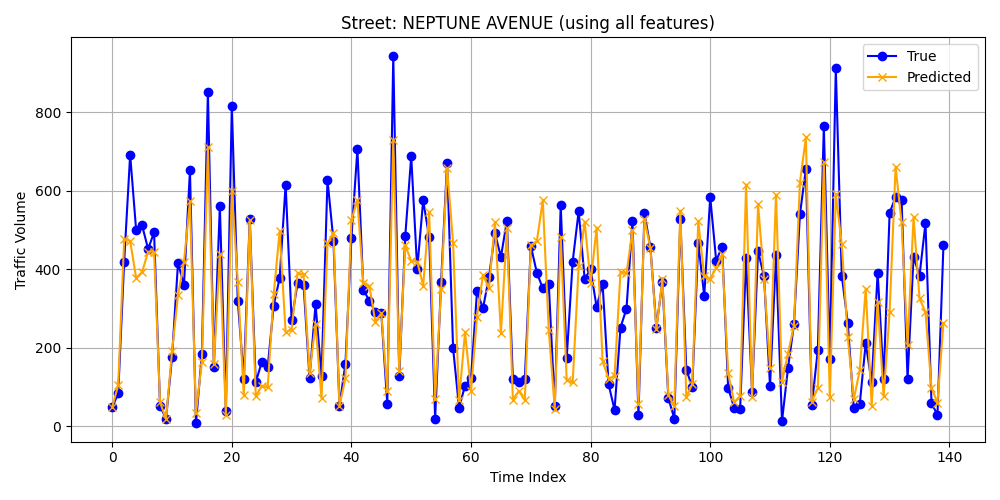 Street: NEPTUNE AVENUE (using all features)
True
Predicted
Traffic Volume
800
600
400
200
0
0 20 40 60 80 100 120 140
Time Index